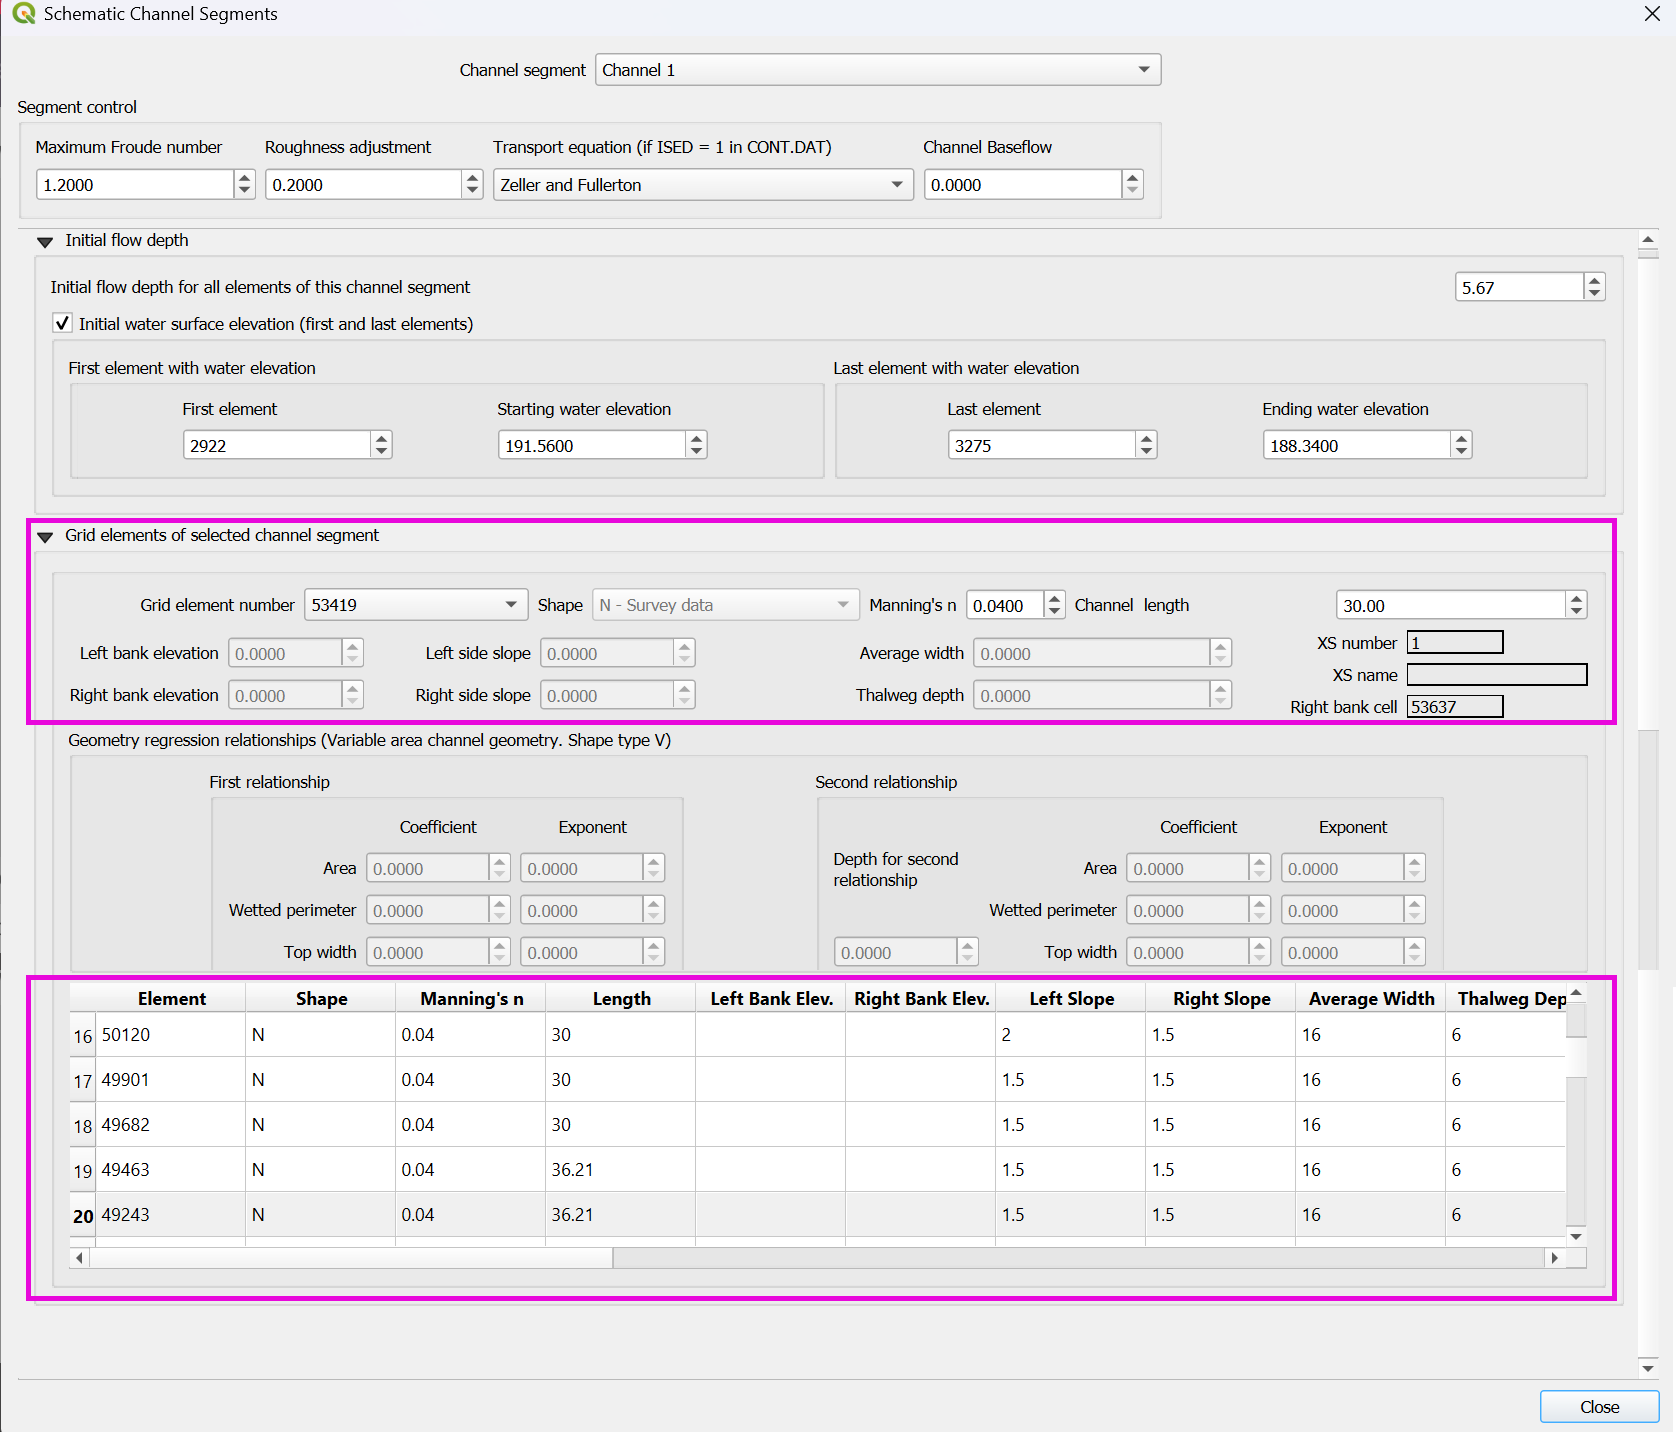 Schematic Channel Segments
Channel segment Channel 1
Segment control
Maximum Froude number Roughness adjustment Transport equation (if ISED = 1 in CONT.DAT) Channel Baseflow
1.2000 0.2000 Zeller and Fullerton 0.0000
Initial flow depth
Initial flow depth for all elements of this channel segment 5.67
Initial water surface elevation (first and last elements)
First element with water elevation Last element with water elevation
First element Starting water elevation Last element Ending water elevation
2922 191.5600 3275 188.3400
Grid elements of selected channel segment
Grid element number 53419 Shape N - Survey data Manning's n 0.0400 Channel length 30.00
Left bank elevation 0.0000 Left side slope 0.0000 Average width 0.0000 XS number 1
XS name
Right bank elevation 0.0000 Right side slope 0.0000 Thalweg depth 0.0000 Right bank cell 53637
Geometry regression relationships (Variable area channel geometry. Shape type V)
First relationship Second relationship
Coefficient Exponent Coefficient Exponent
Depth for second
relationship
Area 0.0000 0.0000 Area 0.0000 0.0000
Wetted perimeter 0.0000 0.0000 Wetted perimeter 0.0000 0.0000
Top width 0.0000 0.0000 0.0000 Top width 0.0000 0.0000
Element Shape Manning's n Length Left Bank Elev. Right Bank Elev. Left Slope Right Slope Average Width Thalweg Dep
16 50120 N 0.04 30 2 1.5 16 6
17 49901 N 0.04 30 1.5 1.5 16 6
18 49682 N 0.04 30 1.5 1.5 16 6
19 49463 N 0.04 36.21 1.5 1.5 16 6
20 49243 N 0.04 36.21 1.5 1.5 16 6
Close